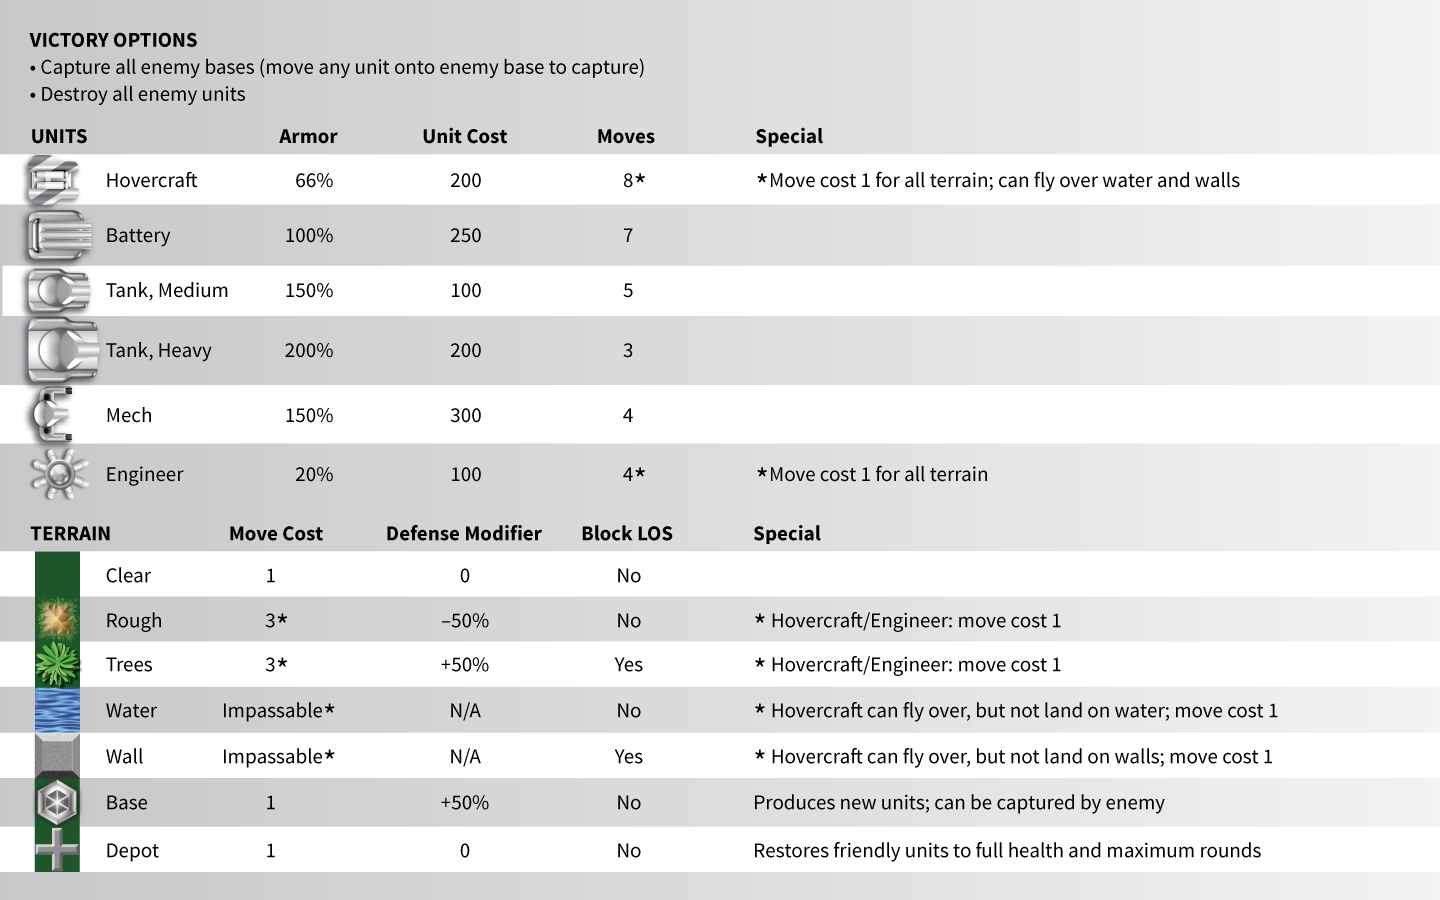 VICTORY OPTIONS
• Capture all enemy bases (move any unit onto enemy base to capture)
• Destroy all enemy units
UNITS Armor Unit Cost Moves Special
Hovercraft 66% 200 8* *Move cost 1 for all terrain; can fly over water and walls
Battery 100% 250 7
Tank, Medium 150% 100 5
Tank, Heavy 200% 200 3
Mech 150% 300 4
Engineer 20% 100 4* *Move cost 1 for all terrain
TERRAIN Move Cost Defense Modifier Block LOS Special
Clear 1 0 No
Rough 3* –50% No * Hovercraft/Engineer: move cost 1
Trees 3* +50% Yes * Hovercraft/Engineer: move cost 1
Water Impassable* N/A No * Hovercraft can fly over, but not land on water; move cost 1
Wall Impassable* N/A Yes * Hovercraft can fly over, but not land on walls; move cost 1
Base 1 +50% No Produces new units; can be captured by enemy
Depot 1 0 No Restores friendly units to full health and maximum rounds